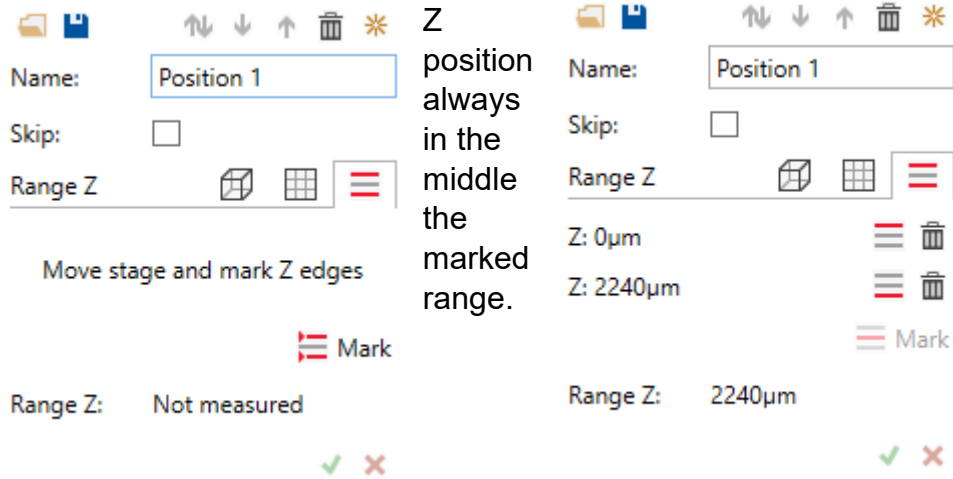 Name: Position 1
Skip:
Range Z
Move stage and mark Z edges
Mark
Range Z: Not measured
Z
position
always
in the
middle
the
marked
range.
Name: Position 1
Skip:
Range Z
Z: 0µm
Z: 2240µm
Mark
Range Z: 2240µm